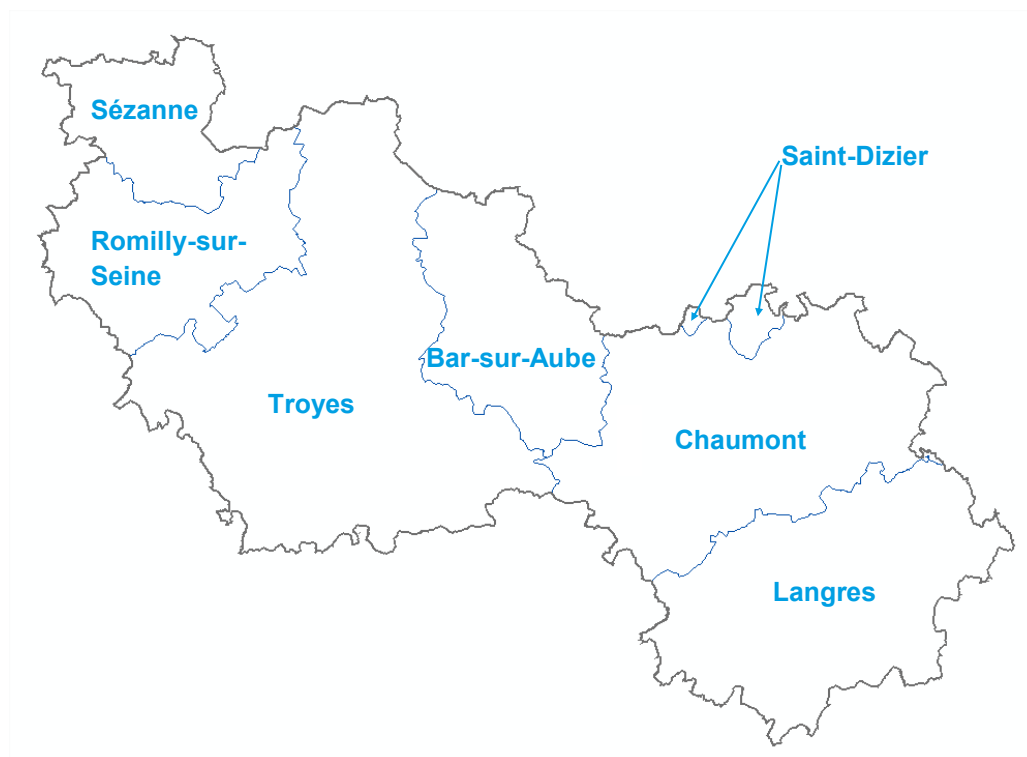 Sézanne
Saint-Dizier
Romilly-sur-
Seine
Bar-sur-Aube
Troyes
Chaumont
Langres